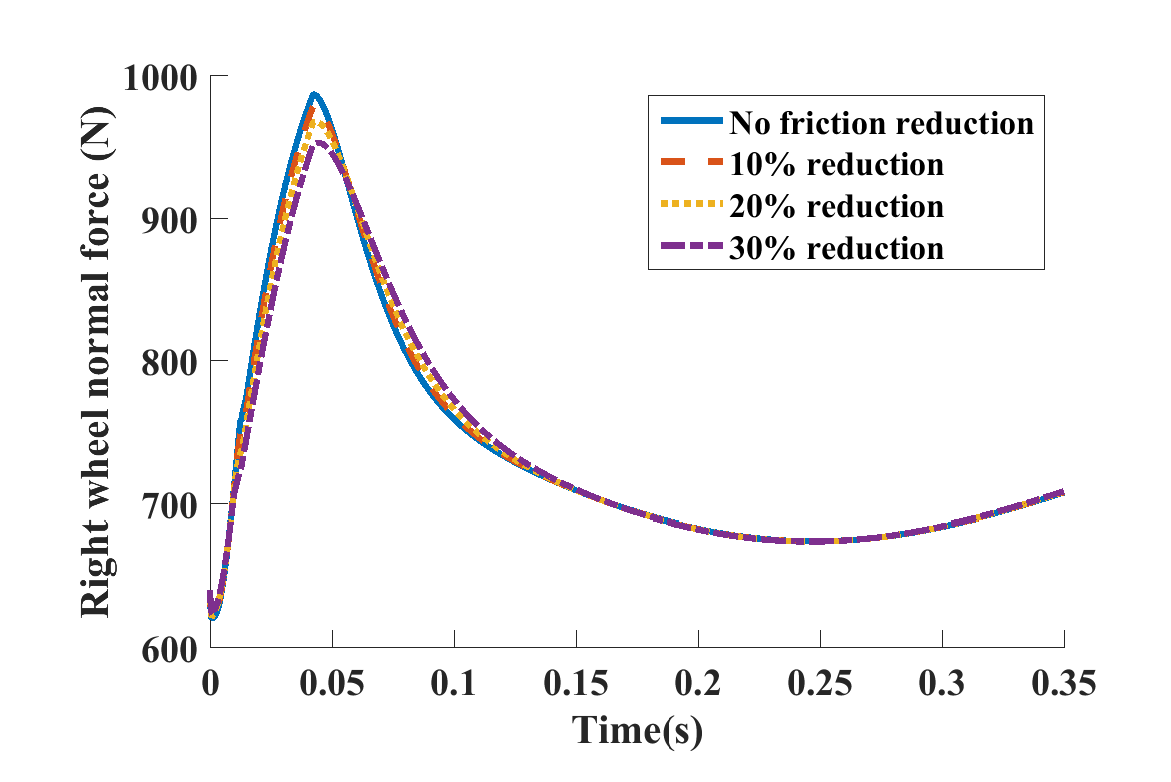 Right wheel normal force (N)
1000
900
800
700
600
0
0.05
0.1
0.15
0.2
0.25
0.3
0.35
Time(s)
No friction reduction
10% reduction
20% reduction
30% reduction